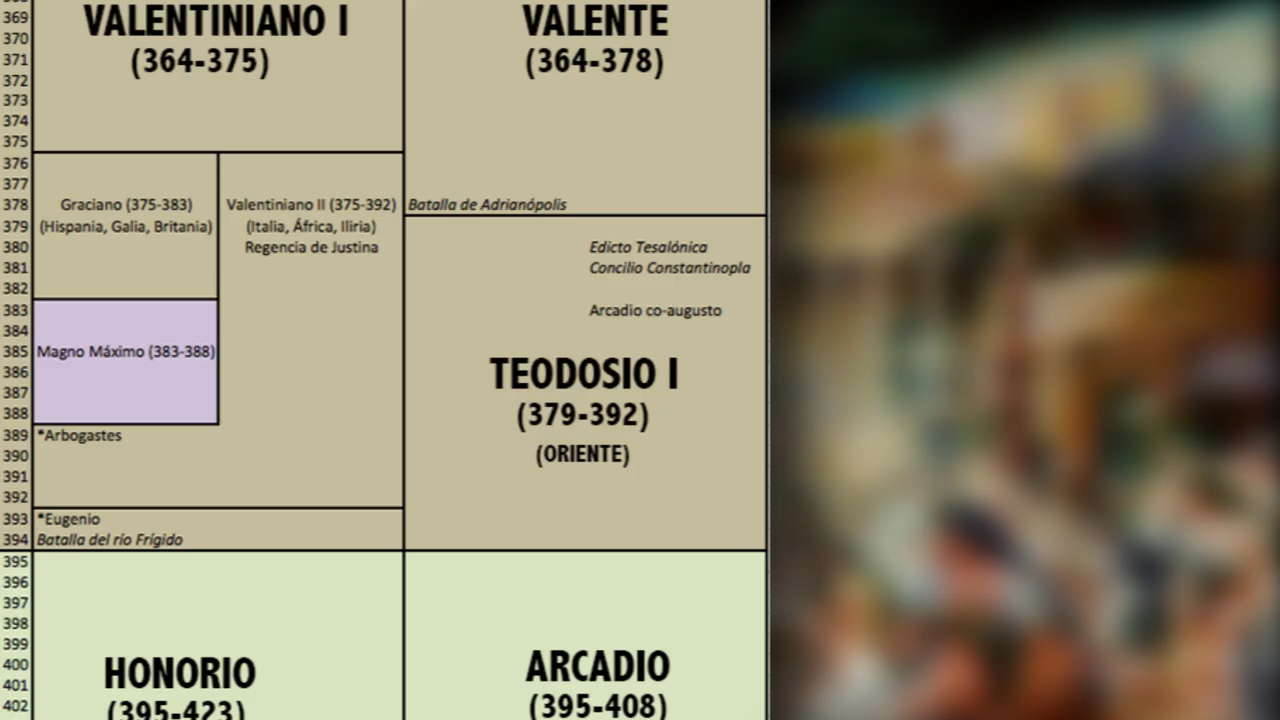 369
370
371
372
373
374
375
376
377
378
379
380
381
382
383
384
385
386
387
388
389
390
391
392
393
394
395
396
397
398
399
400
401
402
VALENTINIANO I
(364-375)
VALENTE
(364-378)
Graciano (375-383)
(Hispania, Galia, Britania)
Valentiniano II (375-392)
(Italia, África, Iliria)
Regencia de Justina
Batalla de Adrianópolis
Edicto Tesalónica
Concilio Constantinopla
Arcadio co-augusto
Magno Máximo (383-388)
TEODOSIO I
(379-392)
(ORIENTE)
*Arbogastes
*Eugenio
Batalla del río Frígido
HONORIO
(395-423)
ARCADIO
(395-408)